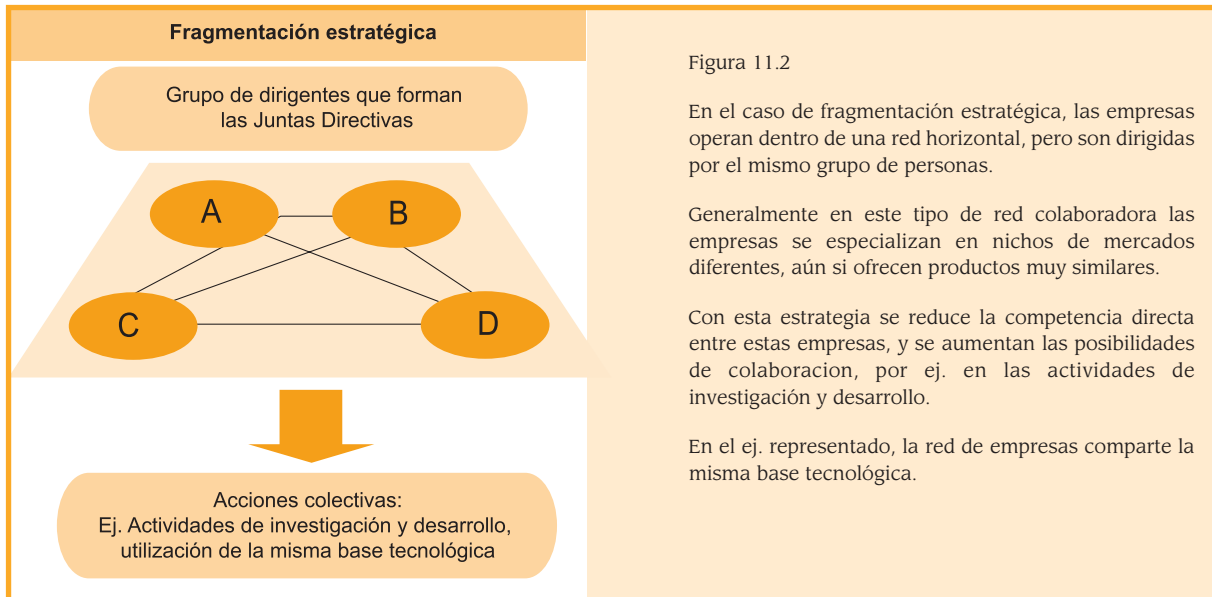 Fragmentación estratégica
Grupo de dirigentes que forman
las Juntas Directivas
A
B
C
D
Acciones colectivas:
Ej. Actividades de investigación y desarrollo,
utilización de la misma base tecnológica
Figura 11.2
En el caso de fragmentación estratégica, las empresas
operan dentro de una red horizontal, pero son dirigidas
por el mismo grupo de personas.
Generalmente en este tipo de red colaboradora las
empresas se especializan en nichos de mercados
diferentes, aún si ofrecen productos muy similares.
Con esta estrategia se reduce la competencia directa
entre estas empresas, y se aumentan las posibilidades
de colaboracion, por ej. en las actividades de
investigación y desarrollo.
En el ej. representado, la red de empresas comparte la
misma base tecnológica.